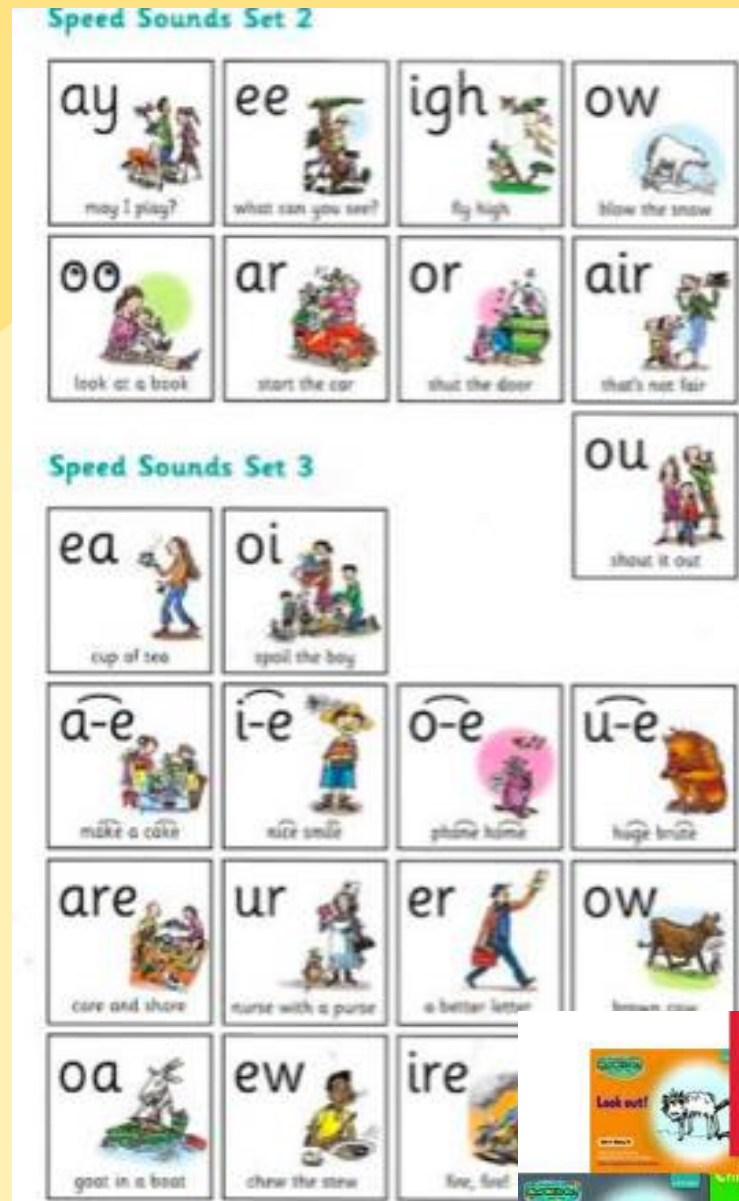 Speed Sounds Set 2
ay ee igh ow
may I play? what can you see? fly high blow the snow
oo ar or air
look at a book start the car shut the door that's not fair
ou
shout it out
Speed Sounds Set 3
ea oi
cup of tea spoil the boy
a-e i-e o-e u-e
make a cake nice smile phone home huge brute
are ur er ow
care and share nurse with a purse a better letter brown cow
oa ew ire
goat in a boat chew the stew fire, fire!
Look out!